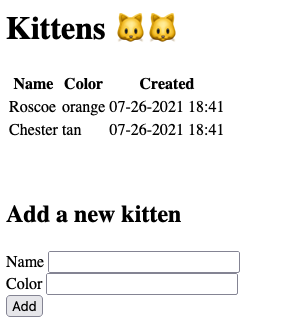 Kittens 🐱🐱
Name Color Created
Roscoe orange 07-26-2021 18:41
Chester tan 07-26-2021 18:41
Add a new kitten
Name
Color
Add